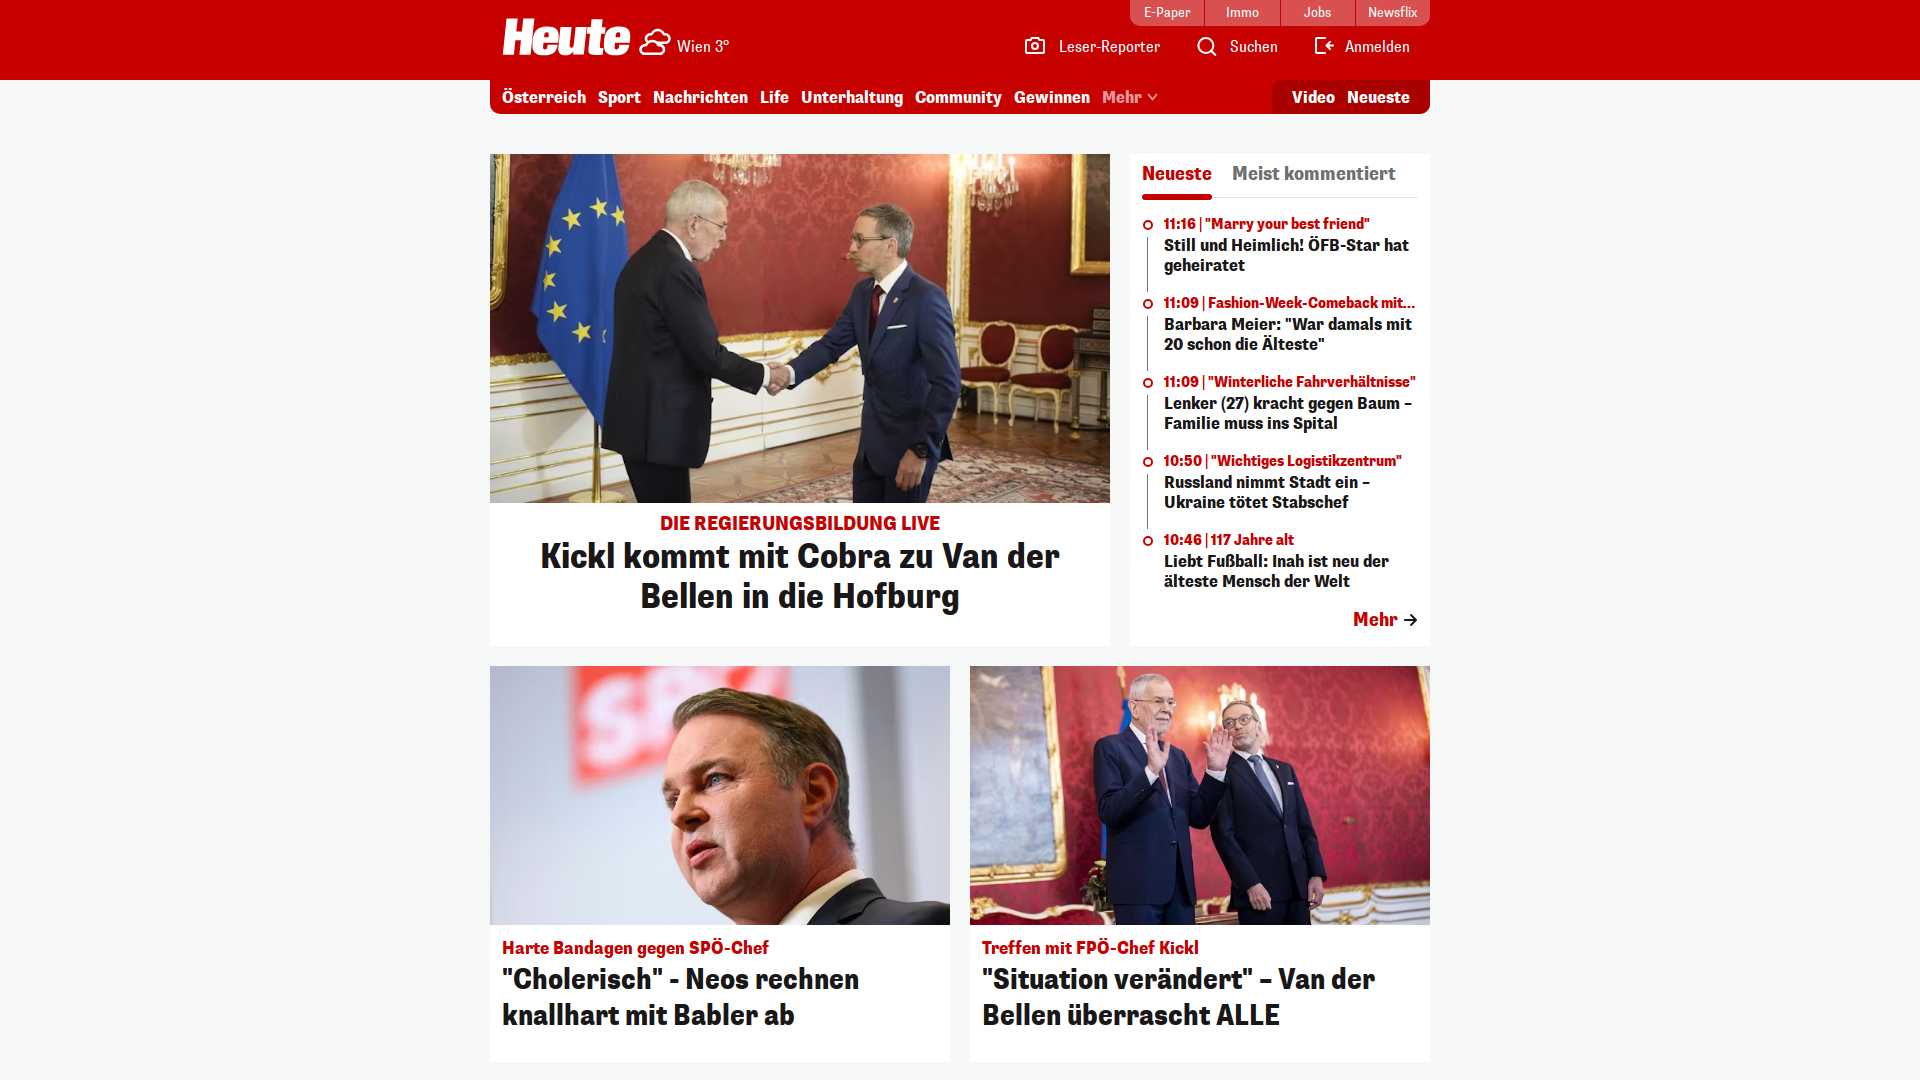 E-Paper
Immo
Jobs
Newsflix
Heute
Wien 3°
Leser-Reporter
Suchen
Anmelden
Österreich
Sport
Nachrichten
Life
Unterhaltung
Community
Gewinnen
Mehr
Video
Neueste
DIE REGIERUNGSBILDUNG LIVE
Kickl kommt mit Cobra zu Van der
Bellen in die Hofburg
Neueste
Meist kommentiert
11:16 | "Marry your best friend"
Still und Heimlich! ÖFB-Star hat
geheiratet
11:09 | Fashion-Week-Comeback mit...
Barbara Meier: "War damals mit
20 schon die Älteste"
11:09 | "Winterliche Fahrverhältnisse"
Lenker (27) kracht gegen Baum –
Familie muss ins Spital
10:50 | "Wichtiges Logistikzentrum"
Russland nimmt Stadt ein –
Ukraine tötet Stabschef
10:46 | 117 Jahre alt
Liebt Fußball: Inah ist neu der
älteste Mensch der Welt
Mehr
SPÖ
Harte Bandagen gegen SPÖ-Chef
"Cholerisch" - Neos rechnen
knallhart mit Babler ab
Treffen mit FPÖ-Chef Kickl
"Situation verändert" – Van der
Bellen überrascht ALLE